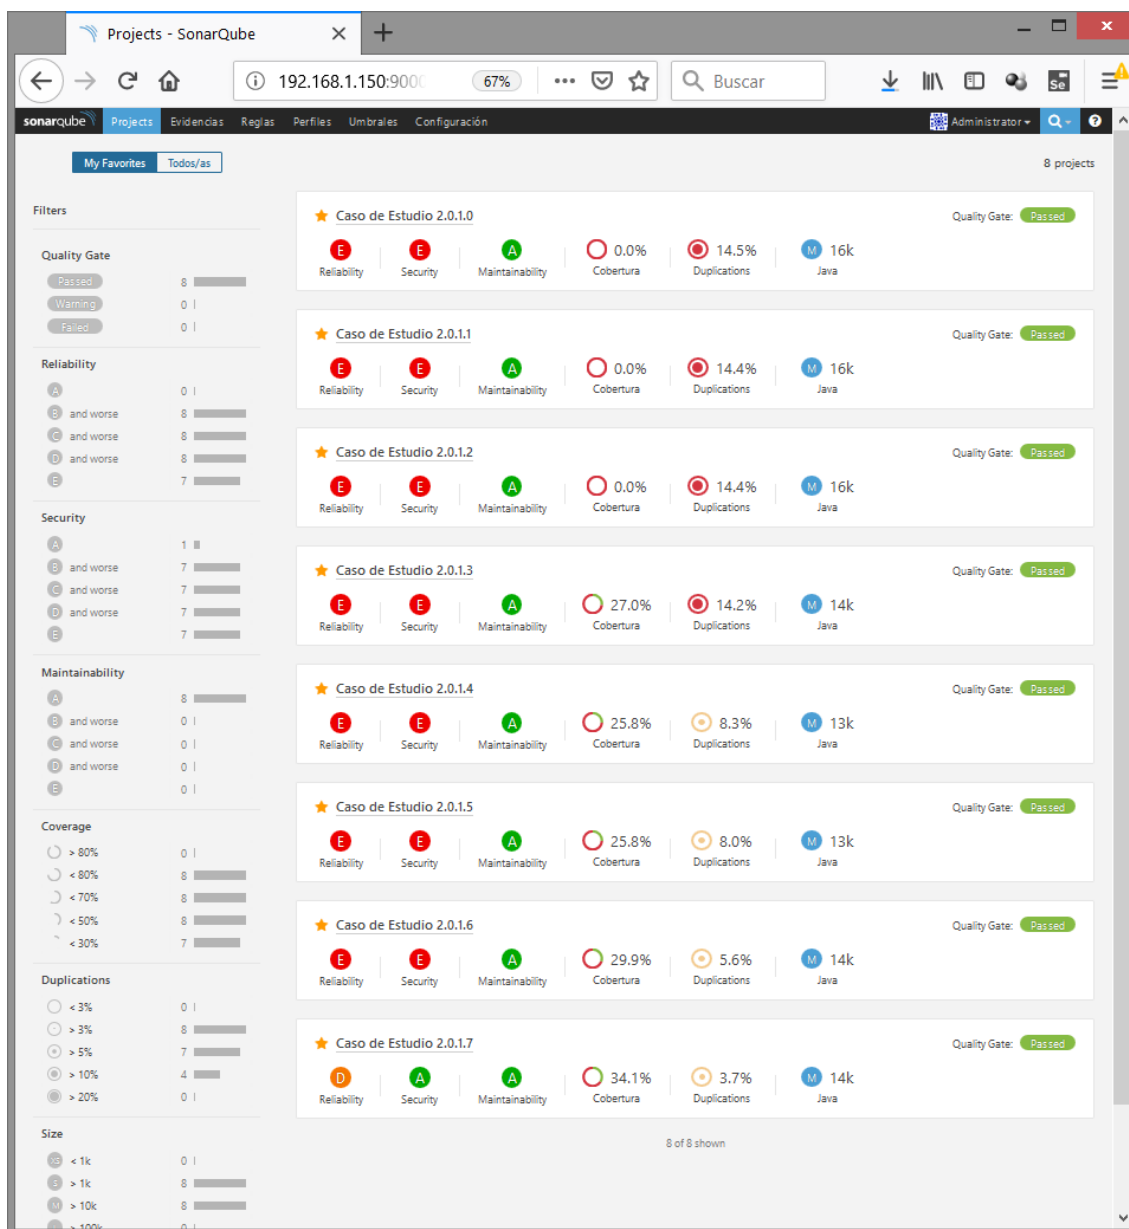 Projects - SonarQube
192.168.1.150:9000
67%
Buscar
sonarqube Projects Evidencias Reglas Perfiles Umbrales Configuración Administrator
My Favorites Todos/as
8 projects
Filters
Quality Gate
Passed 8
Warning 0
Failed 0
Reliability
A 0
B and worse 8
C and worse 8
D and worse 8
E 7
Security
A 1
B and worse 7
C and worse 7
D and worse 7
E 7
Maintainability
A 8
B and worse 0
C and worse 0
D and worse 0
E 0
Coverage
> 80% 0
< 80% 8
< 70% 8
< 50% 8
< 30% 7
Duplications
< 3% 0
> 3% 8
> 5% 7
> 10% 4
> 20% 0
Size
XS < 1k 0
S > 1k 8
M > 10k 8
> 100k 0
Caso de Estudio 2.0.1.0 Quality Gate: Passed
E E A 0.0% 14.5% M 16k
Reliability Security Maintainability Cobertura Duplications Java
Caso de Estudio 2.0.1.1 Quality Gate: Passed
E E A 0.0% 14.4% M 16k
Reliability Security Maintainability Cobertura Duplications Java
Caso de Estudio 2.0.1.2 Quality Gate: Passed
E E A 0.0% 14.4% M 16k
Reliability Security Maintainability Cobertura Duplications Java
Caso de Estudio 2.0.1.3 Quality Gate: Passed
E E A 27.0% 14.2% M 14k
Reliability Security Maintainability Cobertura Duplications Java
Caso de Estudio 2.0.1.4 Quality Gate: Passed
E E A 25.8% 8.3% M 13k
Reliability Security Maintainability Cobertura Duplications Java
Caso de Estudio 2.0.1.5 Quality Gate: Passed
E E A 25.8% 8.0% M 13k
Reliability Security Maintainability Cobertura Duplications Java
Caso de Estudio 2.0.1.6 Quality Gate: Passed
E E A 29.9% 5.6% M 14k
Reliability Security Maintainability Cobertura Duplications Java
Caso de Estudio 2.0.1.7 Quality Gate: Passed
D A A 34.1% 3.7% M 14k
Reliability Security Maintainability Cobertura Duplications Java
8 of 8 shown